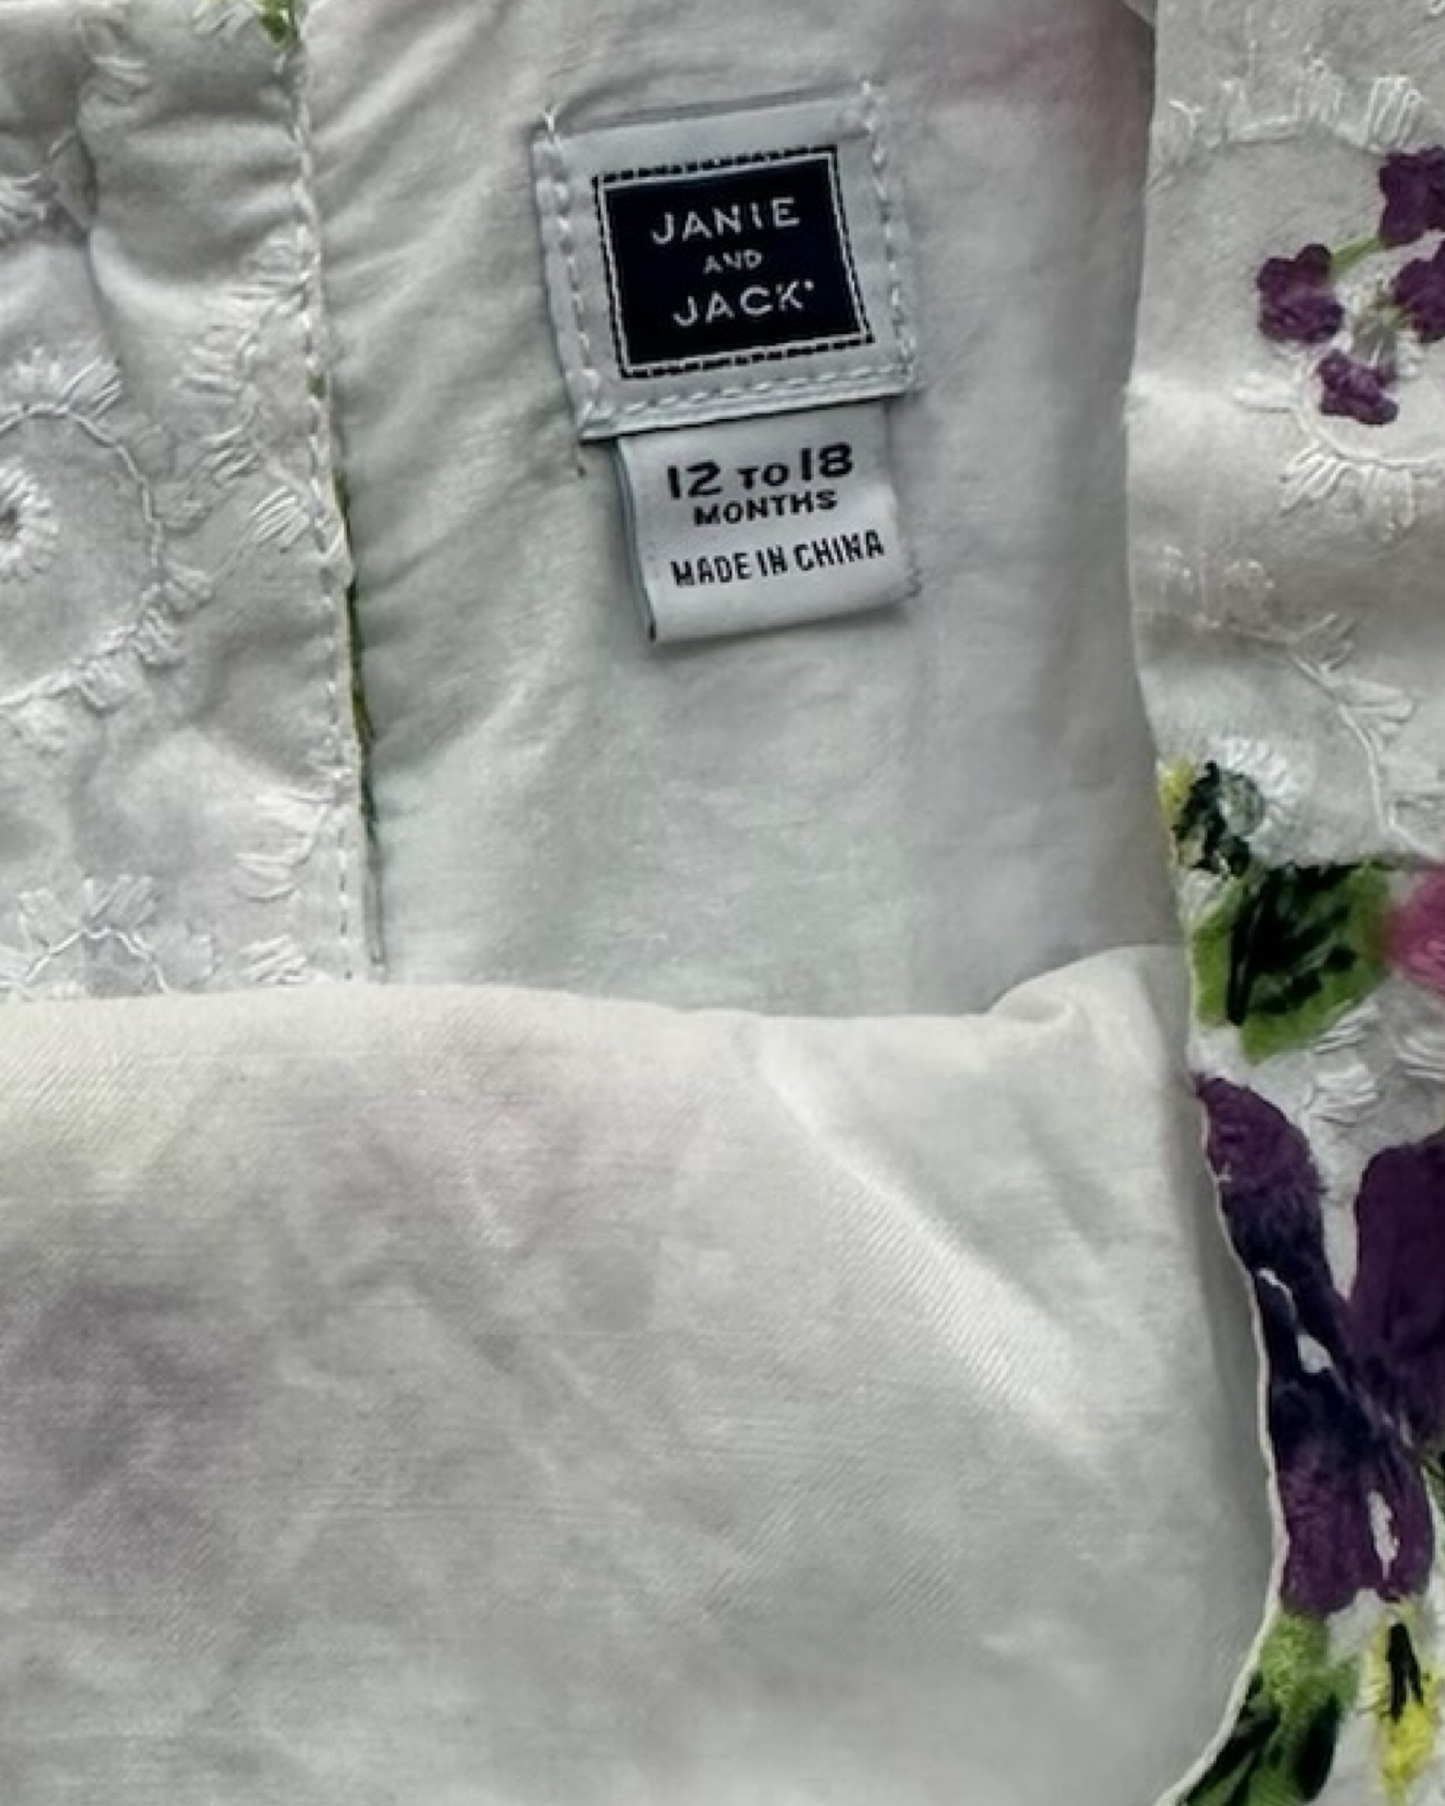 JANIE
AND
JACK
12 TO 18
MONTHS
MADE IN CHINA